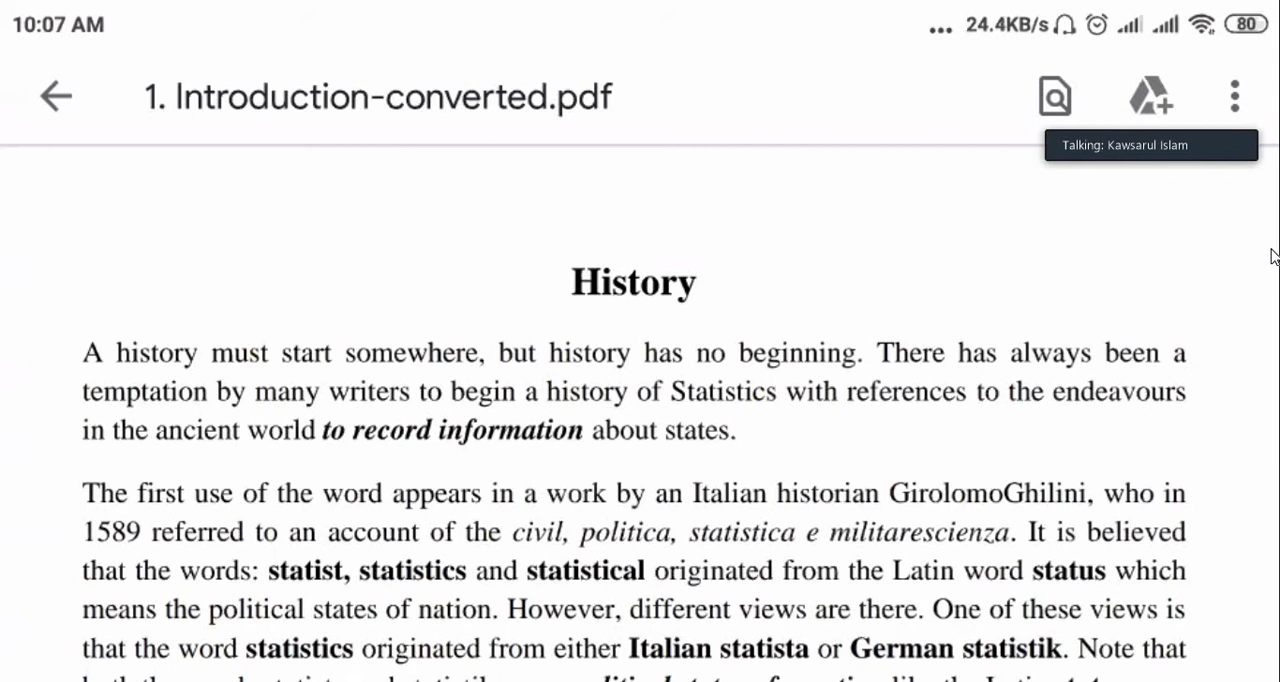 10:07 AM
... 24.4KB/s 80
1. Introduction-converted.pdf
Talking: Kawsarul Islam
History
A history must start somewhere, but history has no beginning. There has always been a
temptation by many writers to begin a history of Statistics with references to the endeavours
in the ancient world to record information about states.
The first use of the word appears in a work by an Italian historian GirolomoGhilini, who in
1589 referred to an account of the civil, politica, statistica e militarescienza. It is believed
that the words: statist, statistics and statistical originated from the Latin word status which
means the political states of nation. However, different views are there. One of these views is
that the word statistics originated from either Italian statista or German statistik. Note that